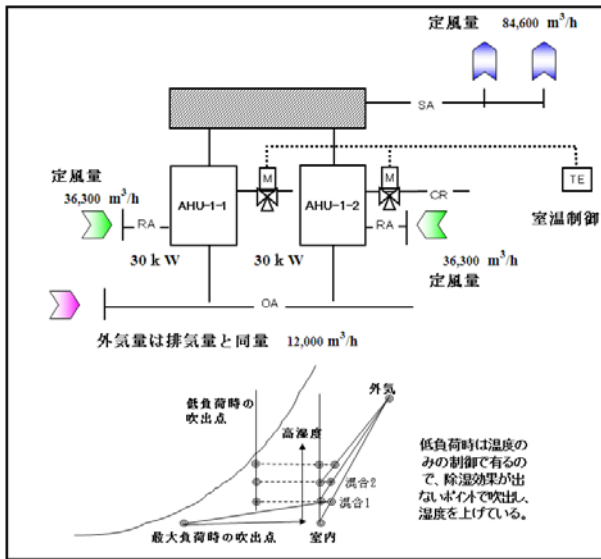 定風量 84,600 m³/h
SA
定風量
36,300 m³/h
RA
AHU-1-1
M
AHU-1-2
M
CR
RA
TE
室温制御
30 k W
30 k W
36,300 m³/h
定風量
OA
外気量は排気量と同量 12,000 m³/h
低負荷時の
吹出点
高湿度
外気
混合2
混合1
最大負荷時の吹出点
室内
低負荷時は温度の
みの制御で有るの
で、除湿効果が出
ないポイントで吹出し、
湿度を上げている。